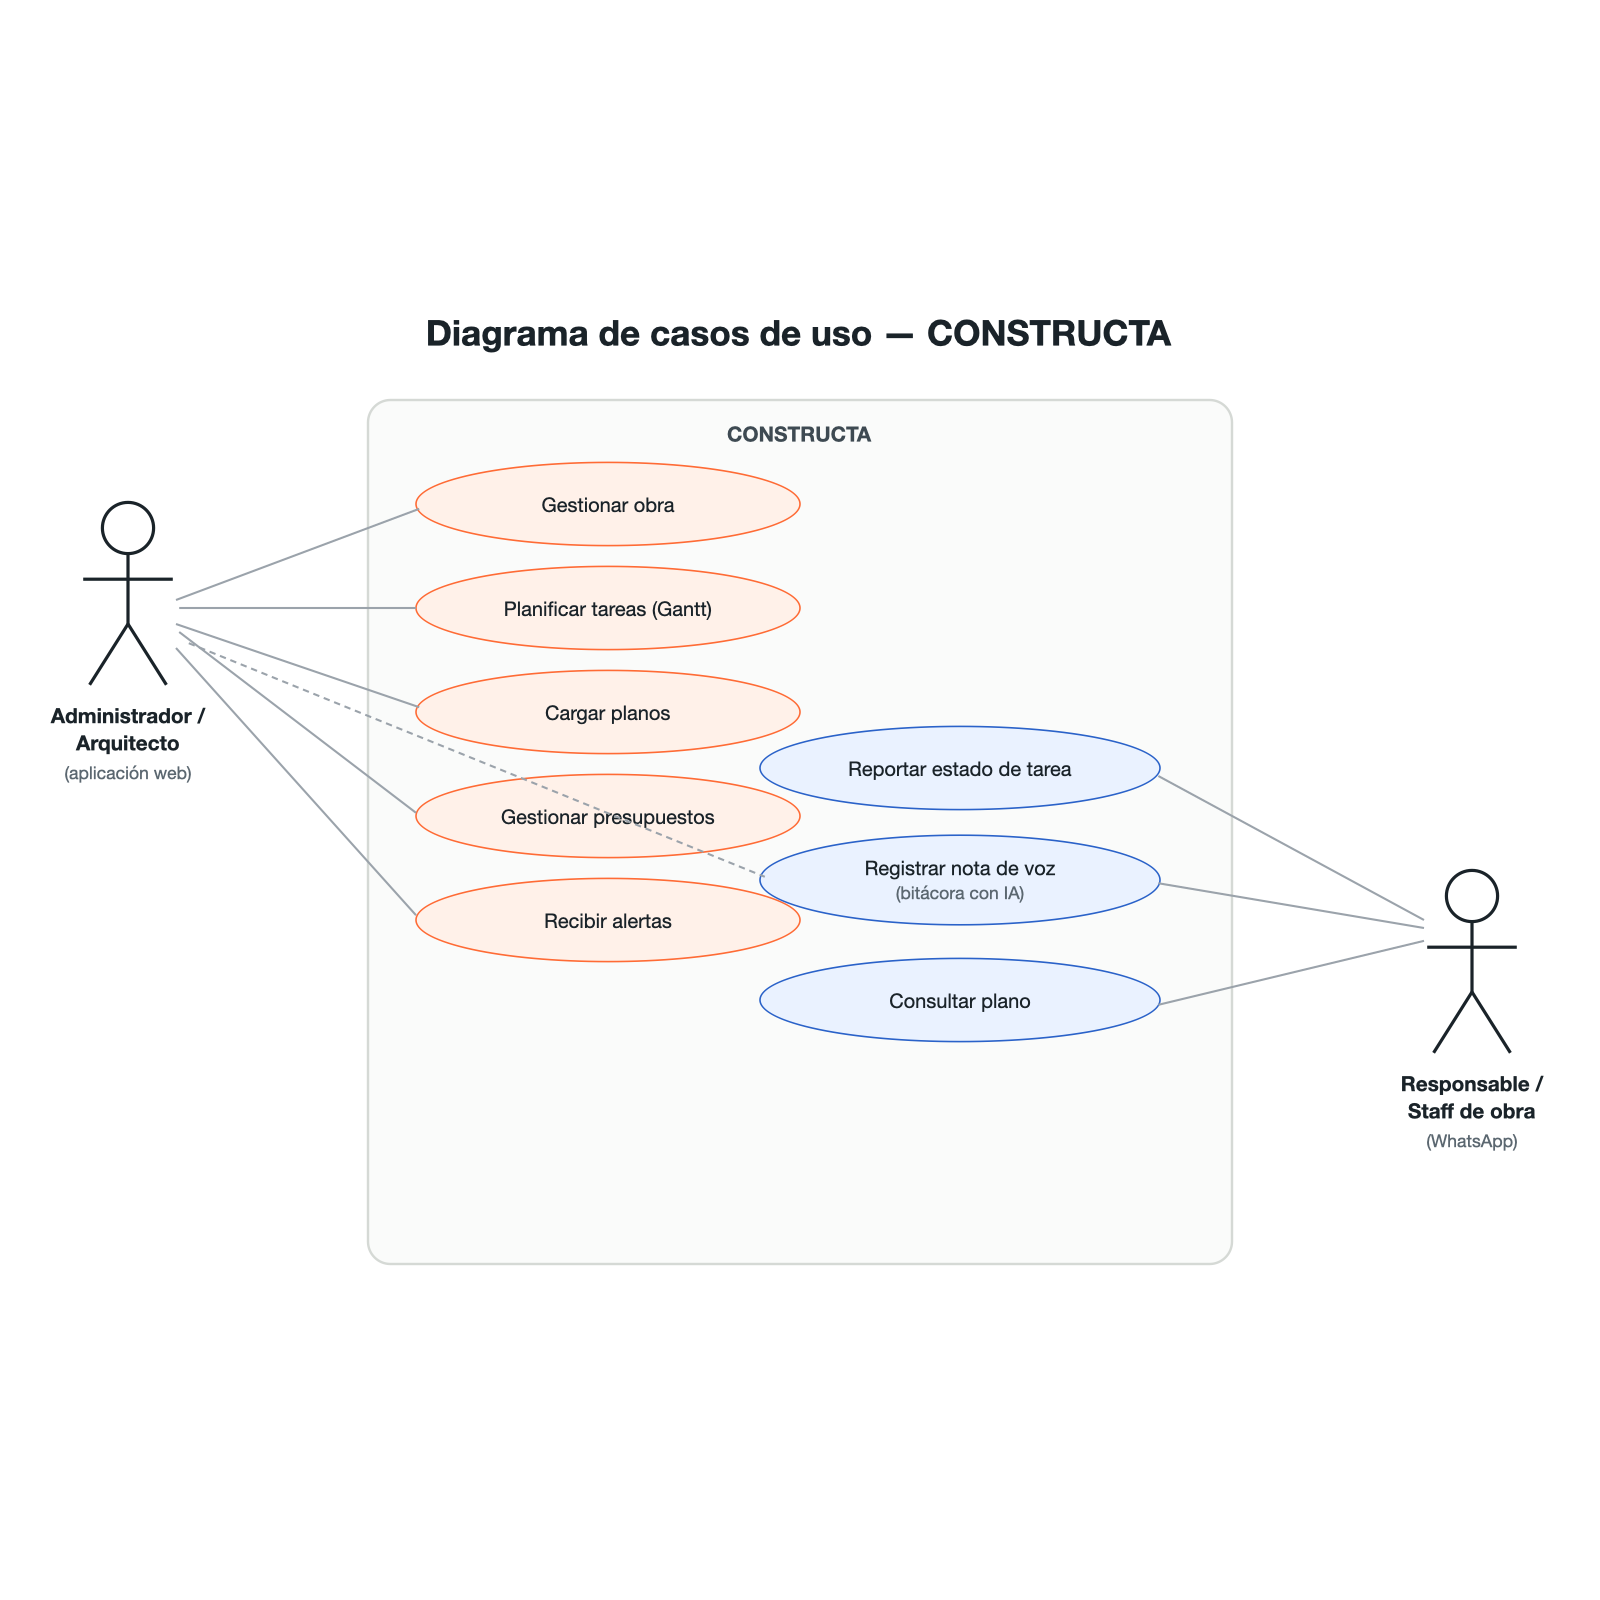 Diagrama de casos de uso — CONSTRUCTA
CONSTRUCTA
Gestionar obra
Planificar tareas (Gantt)
Cargar planos
Gestionar presupuestos
Recibir alertas
Administrador /
Arquitecto
(aplicación web)
Reportar estado de tarea
Registrar nota de voz
(bitácora con IA)
Consultar plano
Responsable /
Staff de obra
(WhatsApp)